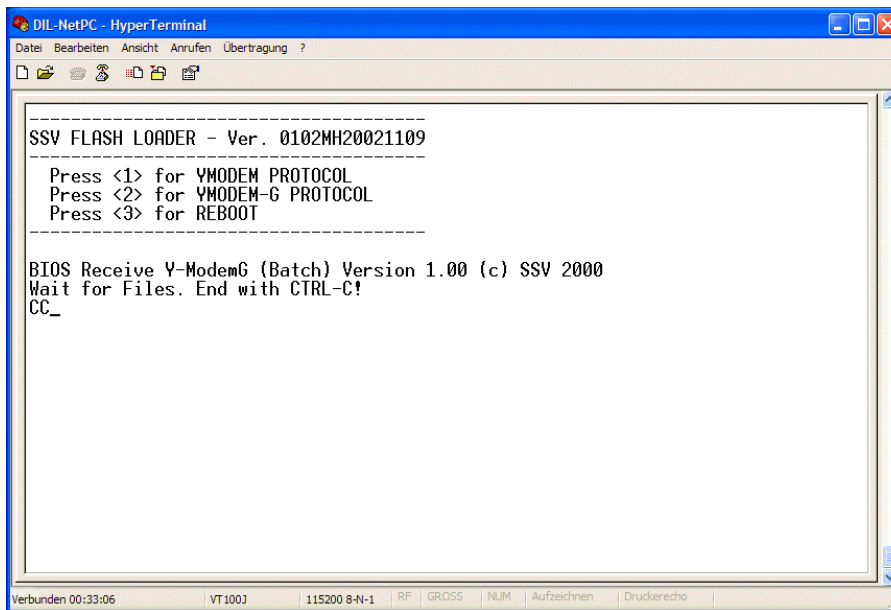 DIL-NetPC - HyperTerminal
Datei Bearbeiten Ansicht Anrufen Übertragung ?
----------------------------------------
SSV FLASH LOADER - Ver. 0102MH20021109
----------------------------------------
Press <1> for YMODEM PROTOCOL
Press <2> for YMODEM-G PROTOCOL
Press <3> for REBOOT
----------------------------------------
BIOS Receive Y-ModemG (Batch) Version 1.00 (c) SSV 2000
Wait for Files. End with CTRL-C!
CC_
Verbunden 00:33:06 VT100J 115200 8-N-1 RF GROSS NUM Aufzeichnen Druckerecho